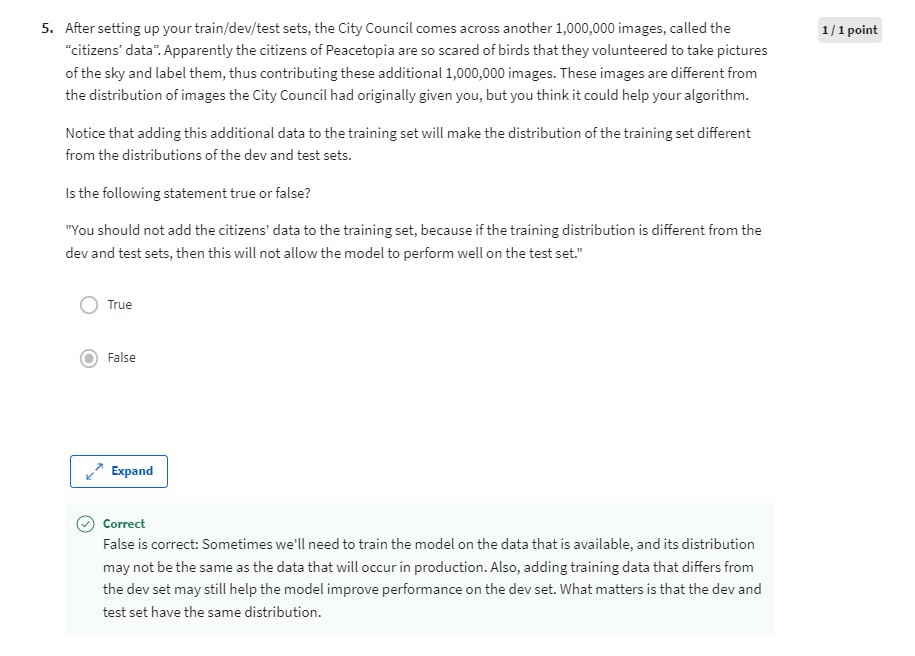 5. After setting up your train/dev/test sets, the City Council comes across another 1,000,000 images, called the
1 / 1 point
“citizens’ data”. Apparently the citizens of Peacetopia are so scared of birds that they volunteered to take pictures
of the sky and label them, thus contributing these additional 1,000,000 images. These images are different from
the distribution of images the City Council had originally given you, but you think it could help your algorithm.
Notice that adding this additional data to the training set will make the distribution of the training set different
from the distributions of the dev and test sets.
Is the following statement true or false?
"You should not add the citizens' data to the training set, because if the training distribution is different from the
dev and test sets, then this will not allow the model to perform well on the test set."
True
False
Expand
Correct
False is correct: Sometimes we'll need to train the model on the data that is available, and its distribution
may not be the same as the data that will occur in production. Also, adding training data that differs from
the dev set may still help the model improve performance on the dev set. What matters is that the dev and
test set have the same distribution.